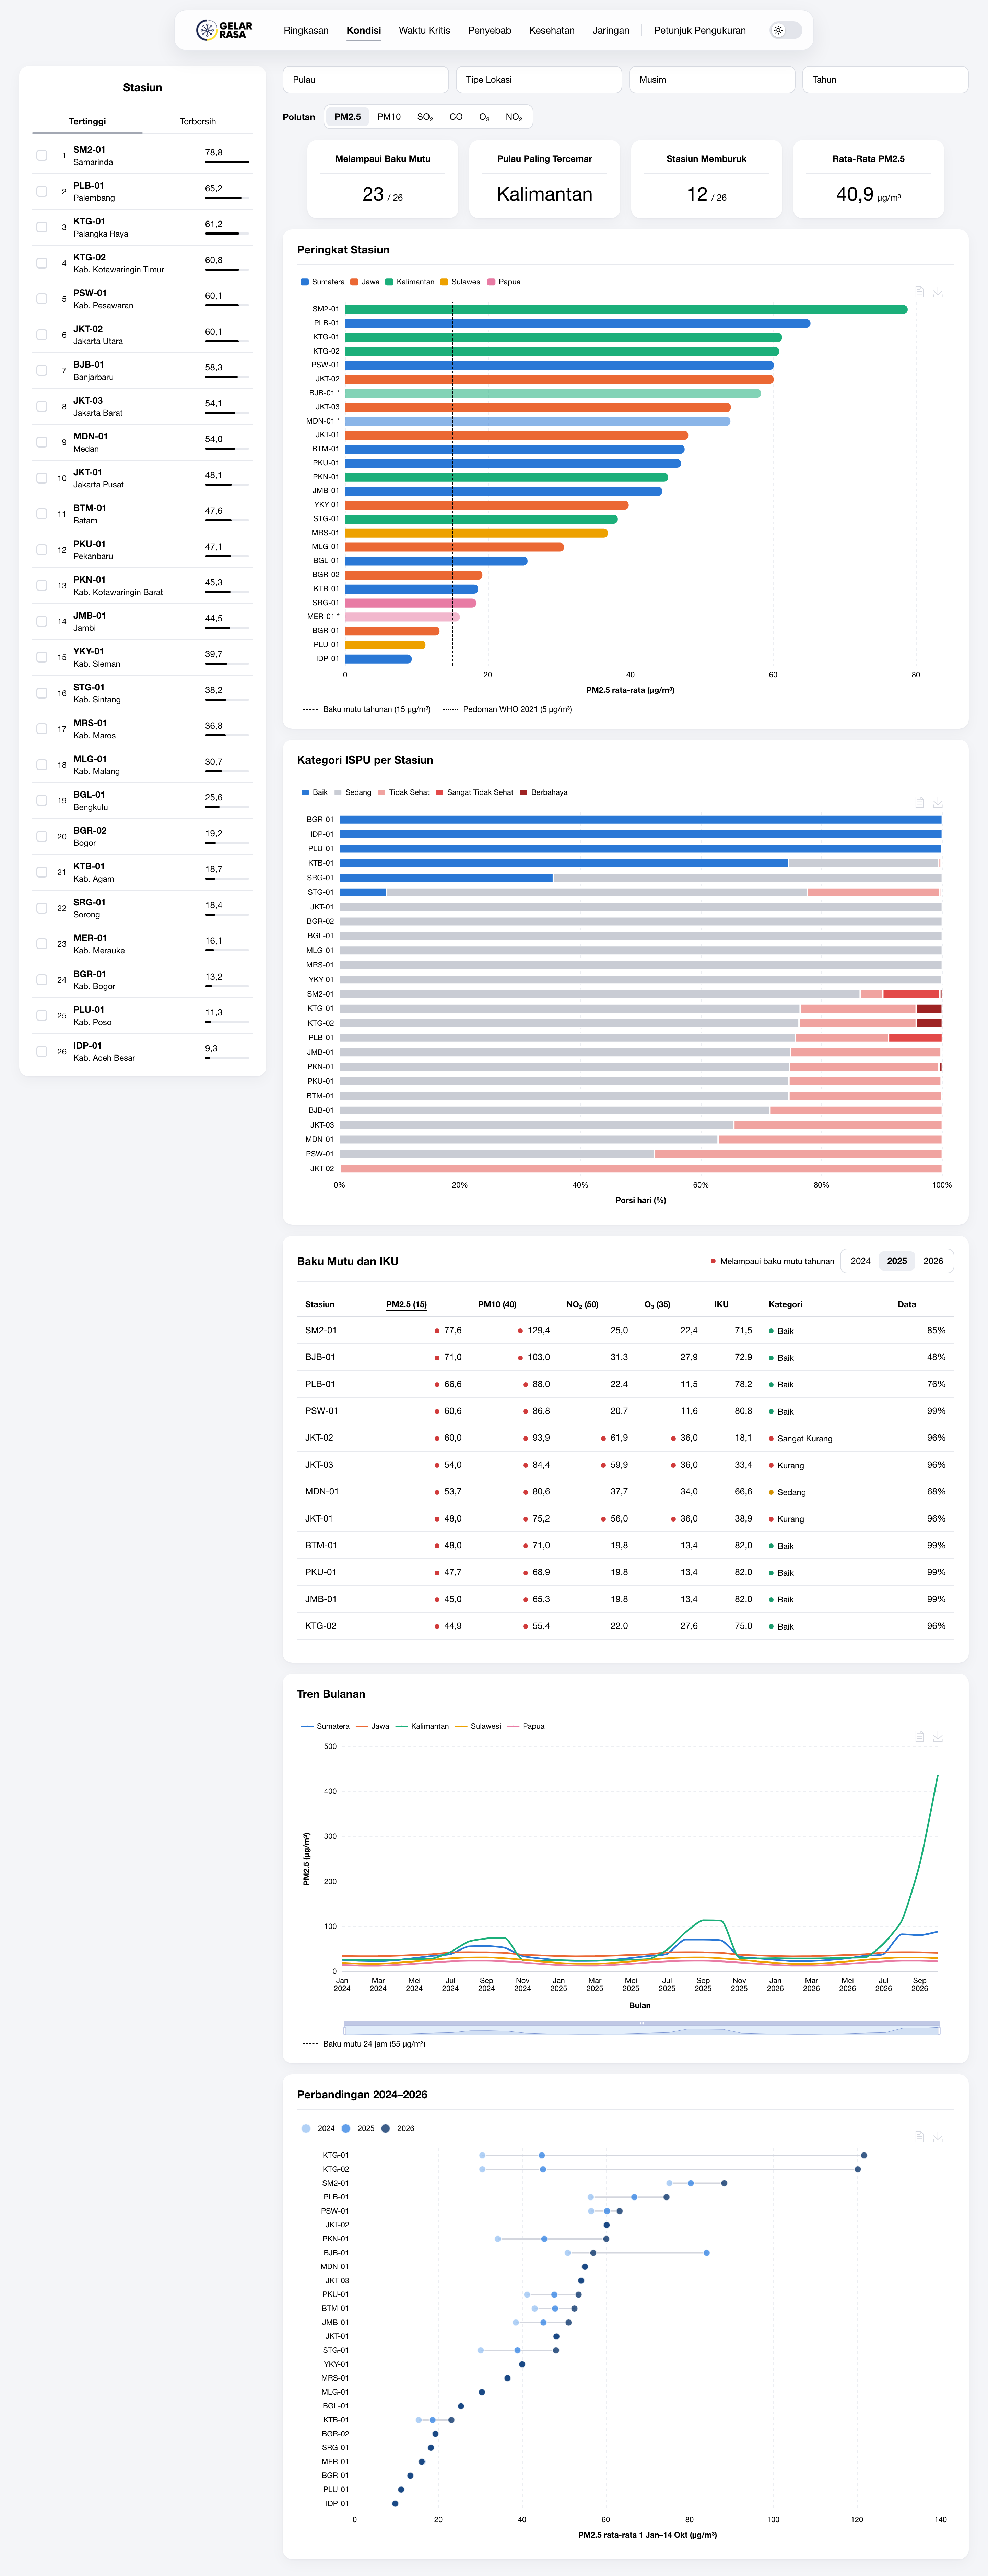 GELAR
RASA
Ringkasan
Kondisi
Waktu Kritis
Penyebab
Kesehatan
Jaringan
Petunjuk Pengukuran
Stasiun
Tertinggi
Terbersih
1 SM2-01 78,8
Samarinda
2 PLB-01 65,2
Palembang
3 KTG-01 61,2
Palangka Raya
4 KTG-02 60,8
Kab. Kotawaringin Timur
5 PSW-01 60,1
Kab. Pesawaran
6 JKT-02 60,1
Jakarta Utara
7 BJB-01 58,3
Banjarbaru
8 JKT-03 54,1
Jakarta Barat
9 MDN-01 54,0
Medan
10 JKT-01 48,1
Jakarta Pusat
11 BTM-01 47,6
Batam
12 PKU-01 47,1
Pekanbaru
13 PKN-01 45,3
Kab. Kotawaringin Barat
14 JMB-01 44,5
Jambi
15 YKY-01 39,7
Kab. Sleman
16 STG-01 38,2
Kab. Sintang
17 MRS-01 36,8
Kab. Maros
18 MLG-01 30,7
Kab. Malang
19 BGL-01 25,6
Bengkulu
20 BGR-02 19,2
Bogor
21 KTB-01 18,7
Kab. Agam
22 SRG-01 18,4
Sorong
23 MER-01 16,1
Kab. Merauke
24 BGR-01 13,2
Kab. Bogor
25 PLU-01 11,3
Kab. Poso
26 IDP-01 9,3
Kab. Aceh Besar
Pulau
Tipe Lokasi
Musim
Tahun
Polutan PM2.5 PM10 SO₂ CO O₃ NO₂
Melampaui Baku Mutu
23 / 26
Pulau Paling Tercemar
Kalimantan
Stasiun Memburuk
12 / 26
Rata-Rata PM2.5
40,9 µg/m³
Peringkat Stasiun
Sumatera Jawa Kalimantan Sulawesi Papua
SM2-01
PLB-01
KTG-01
KTG-02
PSW-01
JKT-02
BJB-01 *
JKT-03
MDN-01 *
JKT-01
BTM-01
PKU-01
PKN-01
JMB-01
YKY-01
STG-01
MRS-01
MLG-01
BGL-01
BGR-02
KTB-01
SRG-01
MER-01 *
BGR-01
PLU-01
IDP-01
0 20 40 60 80
PM2.5 rata-rata (µg/m³)
Baku mutu tahunan (15 µg/m³) Pedoman WHO 2021 (5 µg/m³)
Kategori ISPU per Stasiun
Baik Sedang Tidak Sehat Sangat Tidak Sehat Berbahaya
BGR-01
IDP-01
PLU-01
KTB-01
SRG-01
STG-01
JKT-01
BGR-02
BGL-01
MLG-01
MRS-01
YKY-01
SM2-01
KTG-01
KTG-02
PLB-01
JMB-01
PKN-01
PKU-01
BTM-01
BJB-01
JKT-03
MDN-01
PSW-01
JKT-02
0% 20% 40% 60% 80% 100%
Porsi hari (%)
Baku Mutu dan IKU
Melampaui baku mutu tahunan 2024 2025 2026
Stasiun PM2.5 (15) PM10 (40) NO₂ (50) O₃ (35) IKU Kategori Data
SM2-01 77,6 129,4 25,0 22,4 71,5 Baik 85%
BJB-01 71,0 103,0 31,3 27,9 72,9 Baik 48%
PLB-01 66,6 88,0 22,4 11,5 78,2 Baik 76%
PSW-01 60,6 86,8 20,7 11,6 80,8 Baik 99%
JKT-02 60,0 93,9 61,9 36,0 18,1 Sangat Kurang 96%
JKT-03 54,0 84,4 59,9 36,0 33,4 Kurang 96%
MDN-01 53,7 80,6 37,7 34,0 66,6 Sedang 68%
JKT-01 48,0 75,2 56,0 36,0 38,9 Kurang 96%
BTM-01 48,0 71,0 19,8 13,4 82,0 Baik 99%
PKU-01 47,7 68,9 19,8 13,4 82,0 Baik 99%
JMB-01 45,0 65,3 19,8 13,4 82,0 Baik 99%
KTG-02 44,9 55,4 22,0 27,6 75,0 Baik 96%
Tren Bulanan
Sumatera Jawa Kalimantan Sulawesi Papua
500
400
300
200
100
0
PM2.5 (µg/m³)
Jan Mar Mei Jul Sep Nov Jan Mar Mei Jul Sep Nov Jan Mar Mei Jul Sep
2024 2024 2024 2024 2024 2024 2025 2025 2025 2025 2025 2025 2026 2026 2026 2026 2026
Bulan
Baku mutu 24 jam (55 µg/m³)
Perbandingan 2024–2026
2024 2025 2026
KTG-01
KTG-02
SM2-01
PLB-01
PSW-01
JKT-02
PKN-01
BJB-01
MDN-01
JKT-03
PKU-01
BTM-01
JMB-01
JKT-01
STG-01
YKY-01
MRS-01
MLG-01
BGL-01
KTB-01
BGR-02
SRG-01
MER-01
BGR-01
PLU-01
IDP-01
0 20 40 60 80 100 120 140
PM2.5 rata-rata 1 Jan–14 Okt (µg/m³)